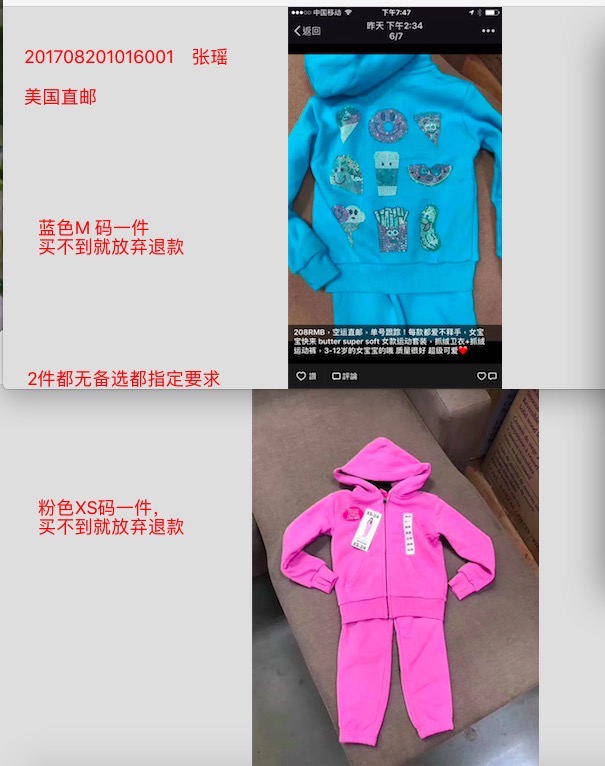 中国移动
下午7:47
返回
昨天 下午2:34
6/7
201708201016001 张瑶
美国直邮
蓝色M 码一件
买不到就放弃退款
208RMB,空运直邮,单号跟踪!每款都爱不释手,女宝
宝快来 butter super soft 女款运动套装,抓绒卫衣+抓绒
运动裤,3-12岁的女宝宝的哦 质量很好 超级可爱❤️
讚
評論
2件都无备选都指定要求
粉色XS码一件,
买不到就放弃退款